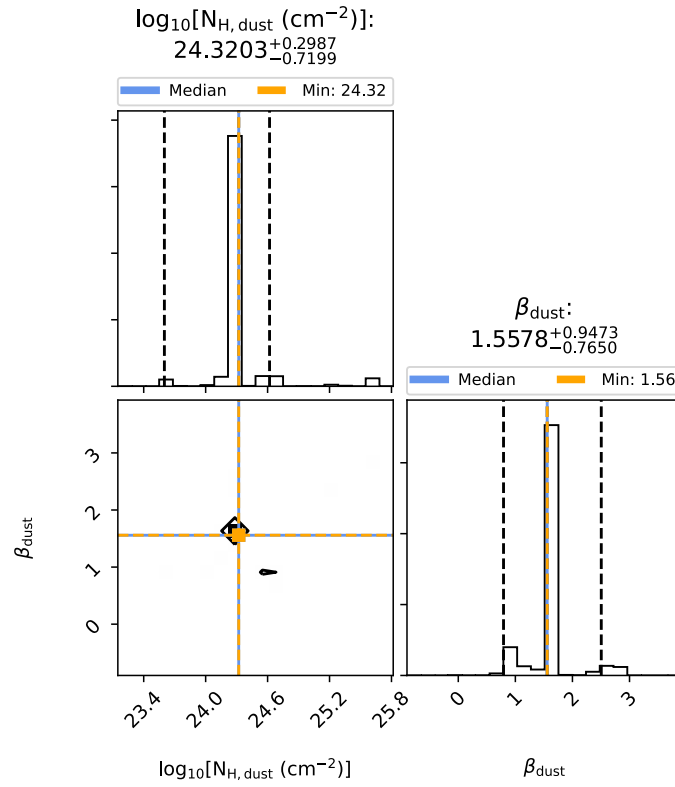 log₁₀[N_H, dust (cm⁻²)]:
24.3203^{+0.2987}_{−0.7199}
Median Min: 24.32
β_dust:
1.5578^{+0.9473}_{−0.7650}
Median Min: 1.56
3
2
1
0
β_dust
23.4 24.0 24.6 25.2 25.8
log₁₀[N_H, dust (cm⁻²)]
0 1 2 3
β_dust